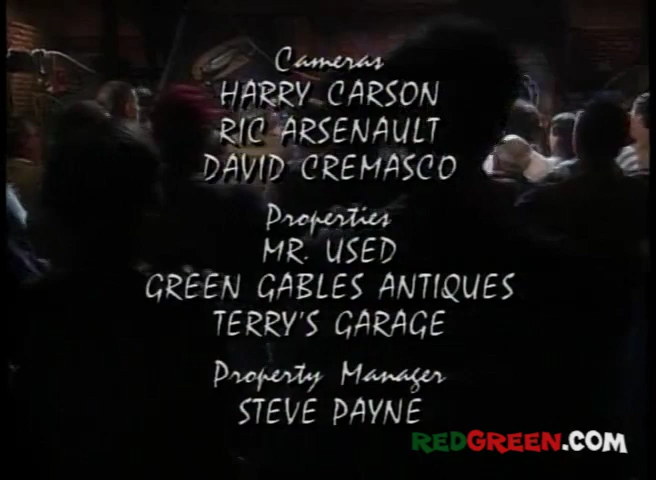 Cameras
HARRY CARSON
RIC ARSENAULT
DAVID CREMASCO
Properties
MR. USED
GREEN GABLES ANTIQUES
TERRY'S GARAGE
Property Manager
STEVE PAYNE
REDGREEN.COM